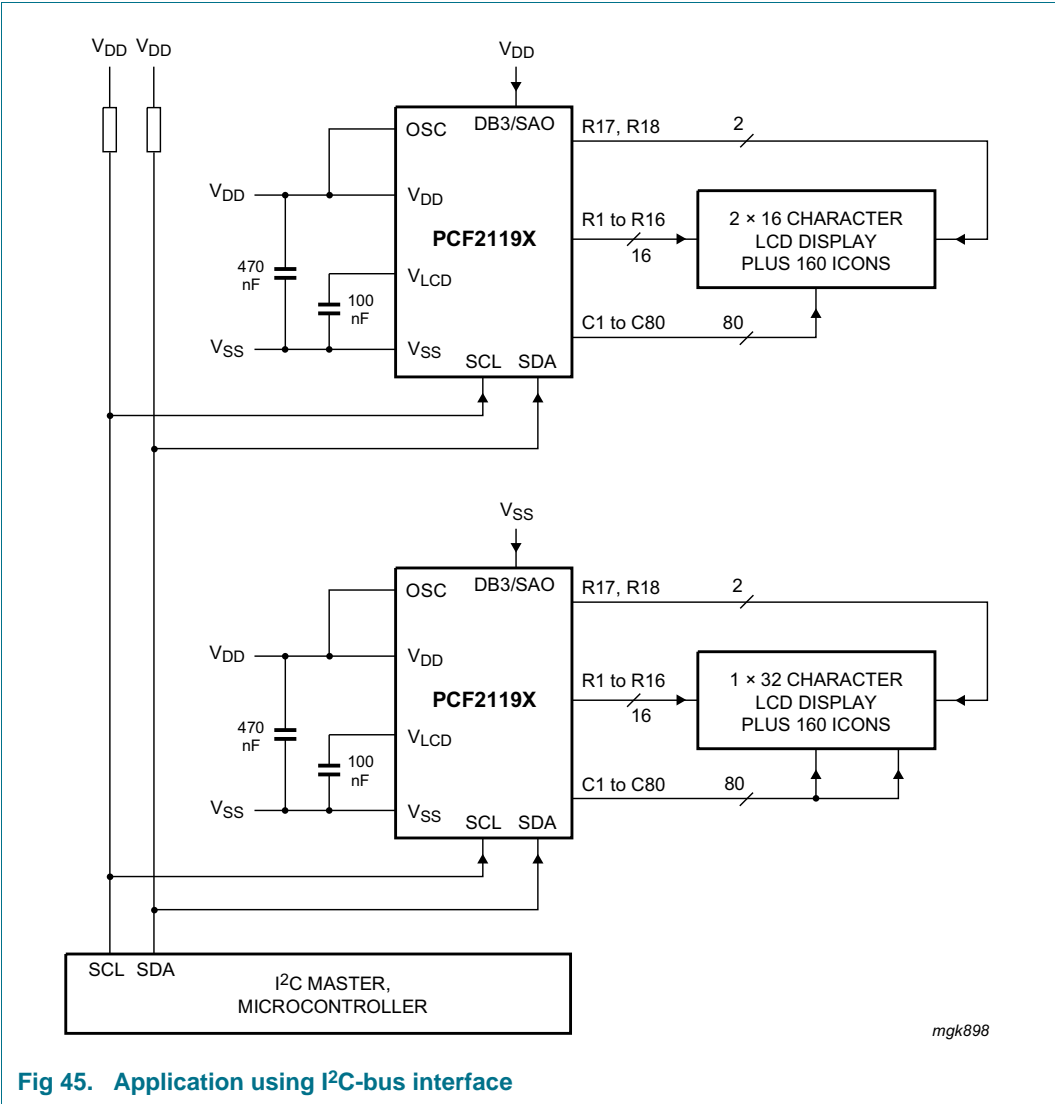 VDD VDD
VDD
OSC
DB3/SAO
R17, R18
2
VDD
VDD
PCF2119X
R1 to R16
16
2 × 16 CHARACTER
LCD DISPLAY
PLUS 160 ICONS
470
nF
VLCD
100
nF
C1 to C80
80
VSS
VSS
SCL SDA
VSS
OSC
DB3/SAO
R17, R18
2
VDD
VDD
PCF2119X
R1 to R16
16
1 × 32 CHARACTER
LCD DISPLAY
PLUS 160 ICONS
470
nF
VLCD
100
nF
C1 to C80
80
VSS
VSS
SCL SDA
SCL SDA
I2C MASTER,
MICROCONTROLLER
mgk898
Fig 45. Application using I2C-bus interface